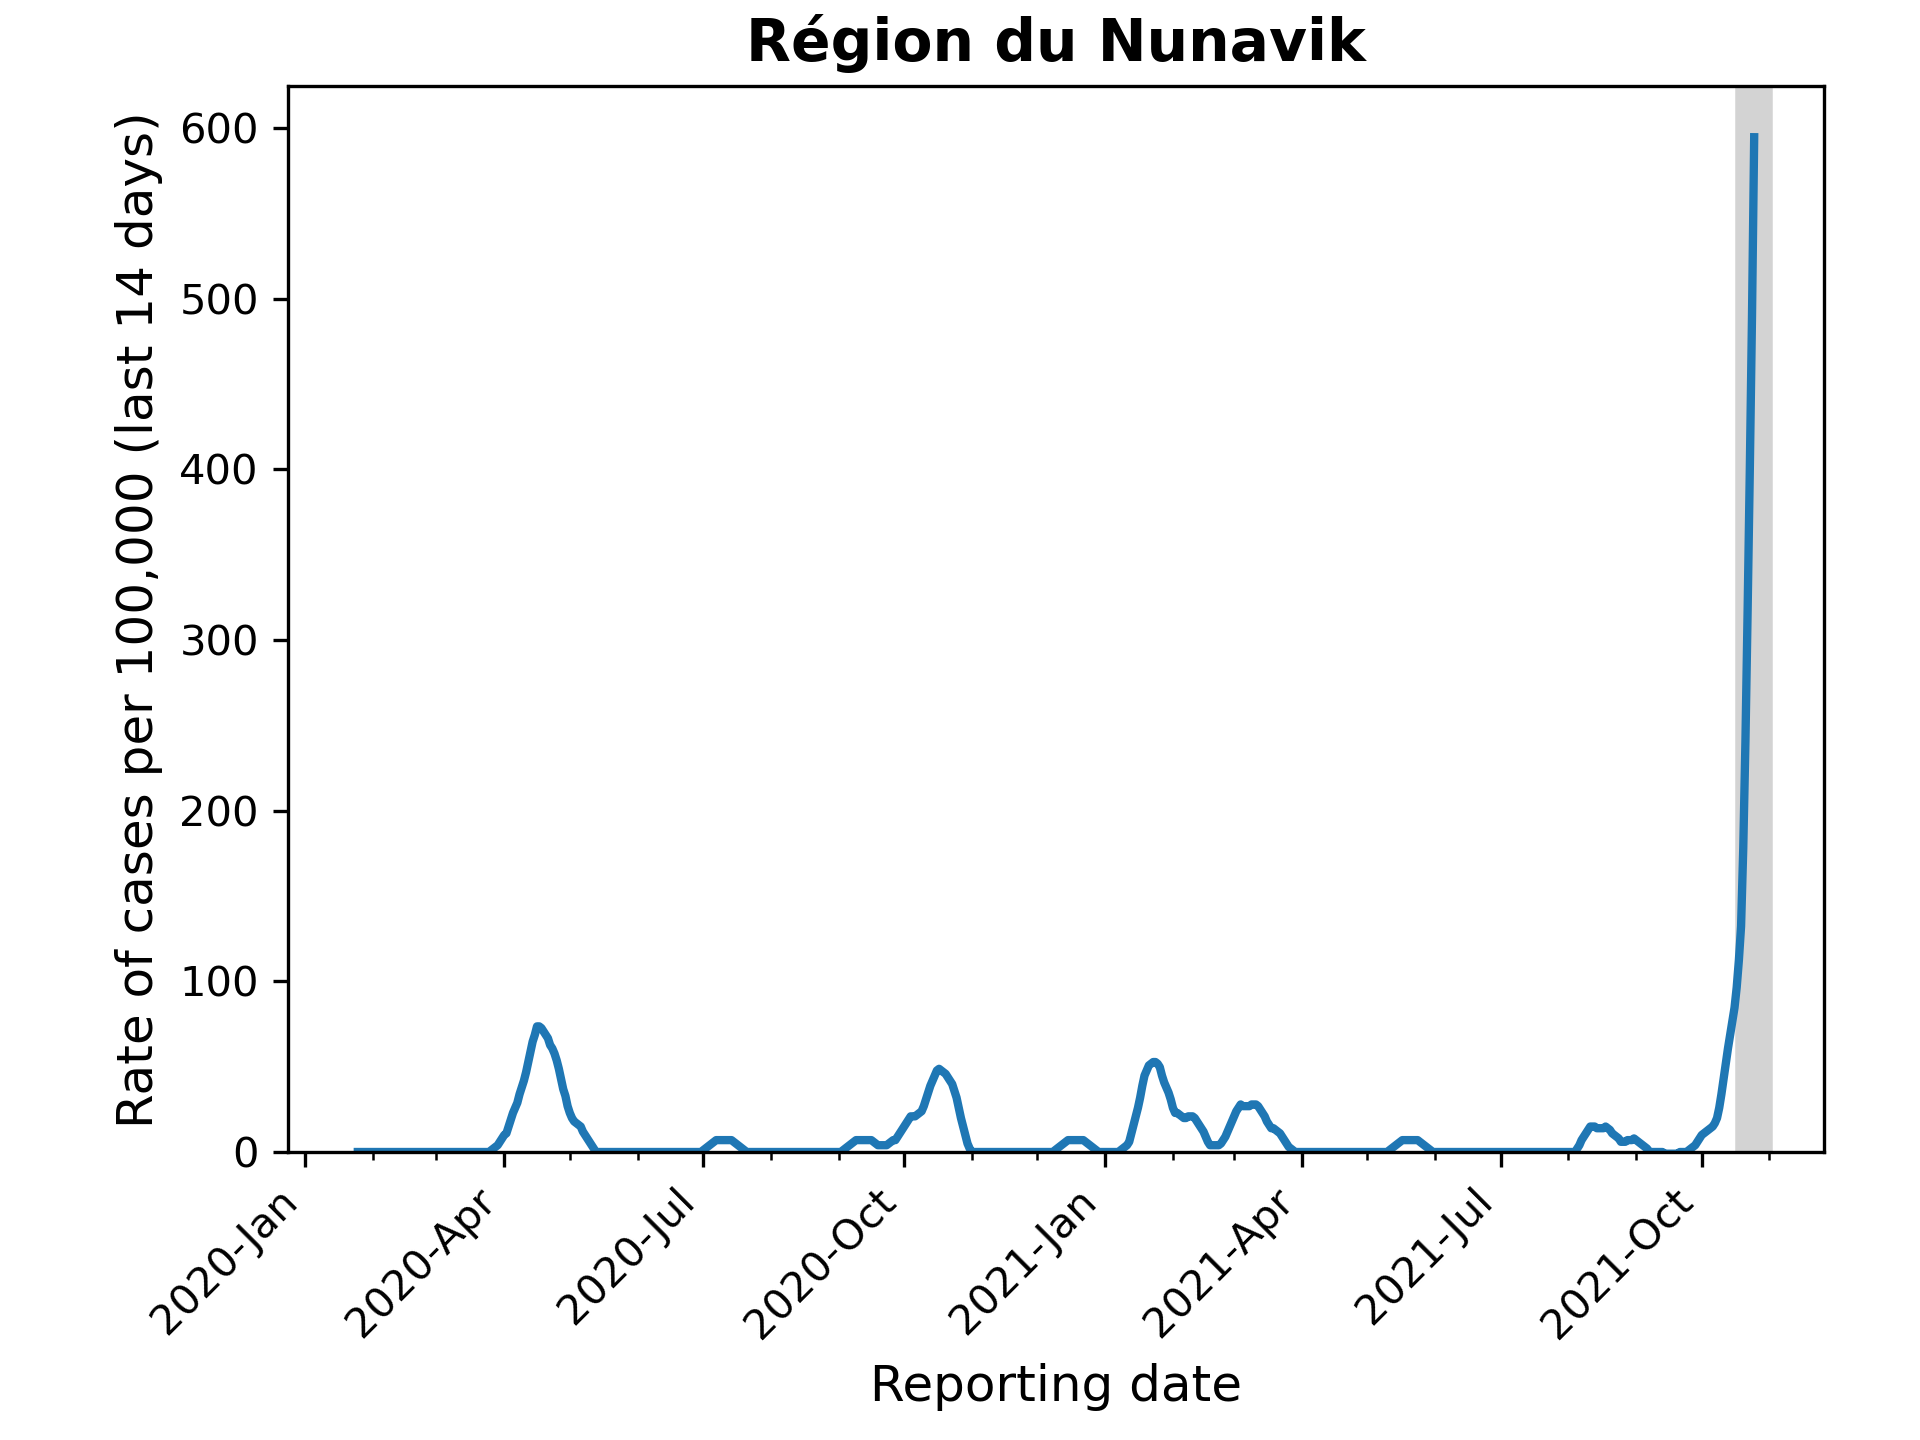 Région du Nunavik
Rate of cases per 100,000 (last 14 days)
600
500
400
300
200
100
0
2020-Jan
2020-Apr
2020-Jul
2020-Oct
2021-Jan
2021-Apr
2021-Jul
2021-Oct
Reporting date